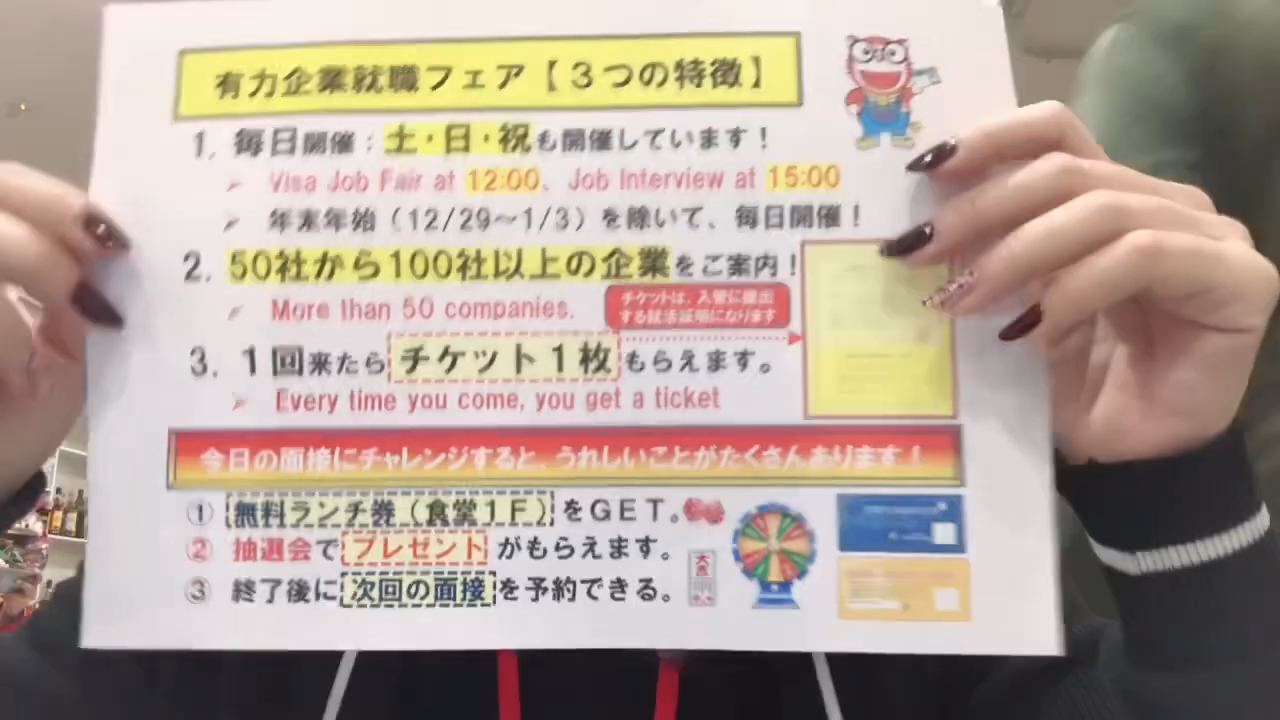 有力企業就職フェア【3つの特徴】
1. 毎日開催:土・日・祝も開催しています!
➢ Visa Job Fair at 12:00、Job Interview at 15:00
➢ 年末年始(12/29~1/3)を除いて、毎日開催!
2. 50社から100社以上の企業をご案内!
➢ More than 50 companies.
チケットは、入管に提出
する就活証明になります
3. 1回来たらチケット1枚もらえます。
➢ Every time you come, you get a ticket
今日の面接にチャレンジすると、うれしいことがたくさんあります!
① 無料ランチ券(食堂1F)をGET。
② 抽選会でプレゼントがもらえます。
③ 終了後に次回の面接を予約できる。